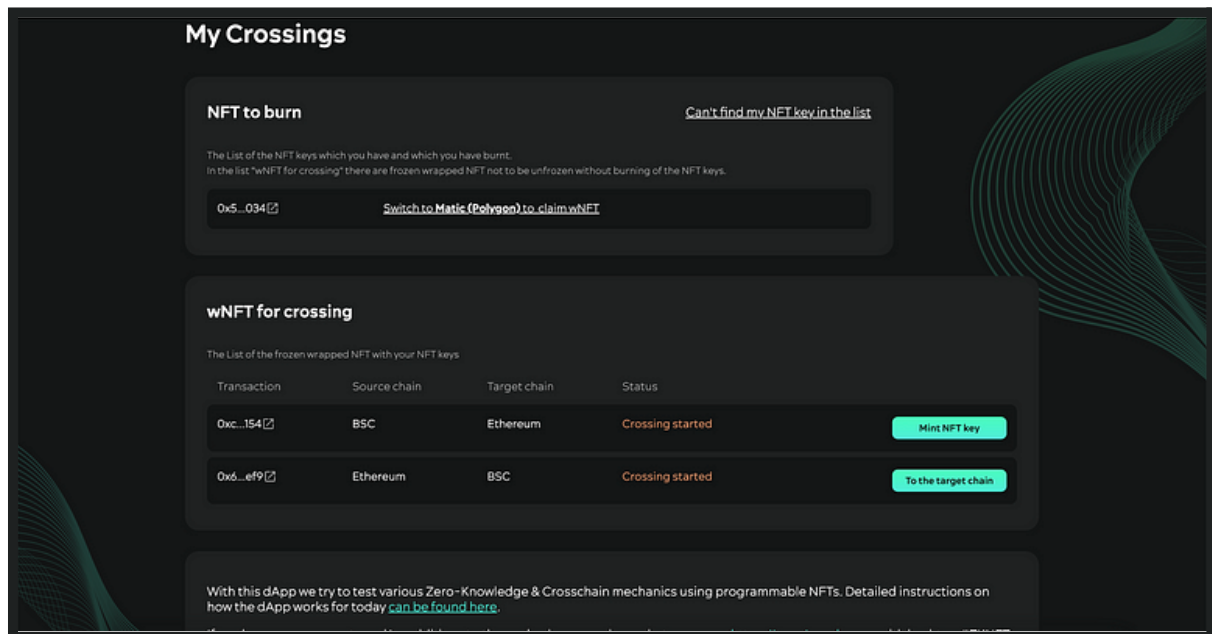 My Crossings
NFT to burn
Can't find my NFT key in the list
The List of the NFT keys which you have and which you have burnt.
In the list "wNFT for crossing" there are frozen wrapped NFT not to be unfrozen without burning of the NFT keys.
0x5...034 Switch to Matic (Polygon) to claim wNFT
wNFT for crossing
The List of the frozen wrapped NFT with your NFT keys
Transaction Source chain Target chain Status
0xc...154 BSC Ethereum Crossing started Mint NFT key
0x6...ef9 Ethereum BSC Crossing started To the target chain
With this dApp we try to test various Zero-Knowledge & Crosschain mechanics using programmable NFTs. Detailed instructions on
how the dApp works for today can be found here.